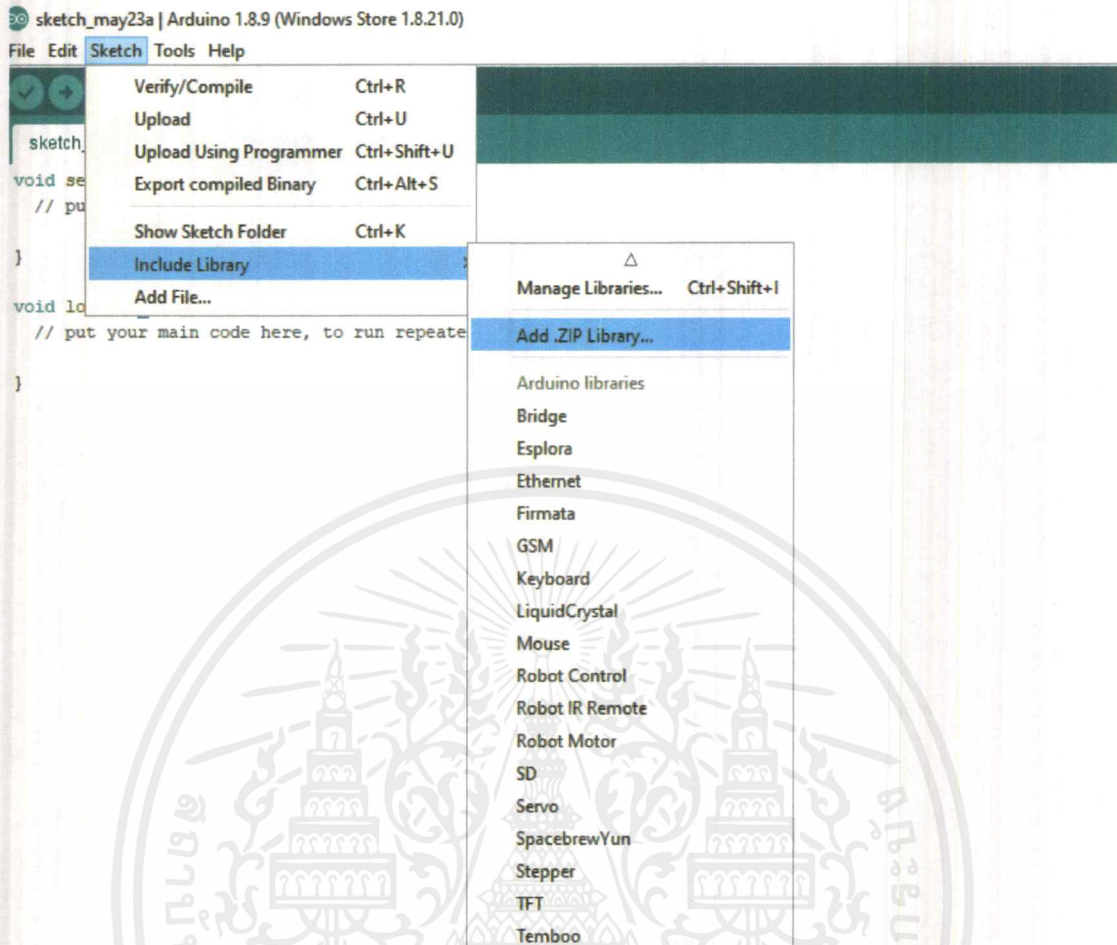 sketch_may23a | Arduino 1.8.9 (Windows Store 1.8.21.0)
File Edit Sketch Tools Help
Verify/Compile Ctrl+R
Upload Ctrl+U
sketch_
Upload Using Programmer Ctrl+Shift+U
void se
Export compiled Binary Ctrl+Alt+S
// pu
Show Sketch Folder Ctrl+K
}
Include Library
Add File...
void lo
// put your main code here, to run repeate
}
△
Manage Libraries... Ctrl+Shift+I
Add .ZIP Library...
Arduino libraries
Bridge
Esplora
Ethernet
Firmata
GSM
Keyboard
LiquidCrystal
Mouse
Robot Control
Robot IR Remote
Robot Motor
SD
Servo
SpacebrewYun
Stepper
TFT
Temboo